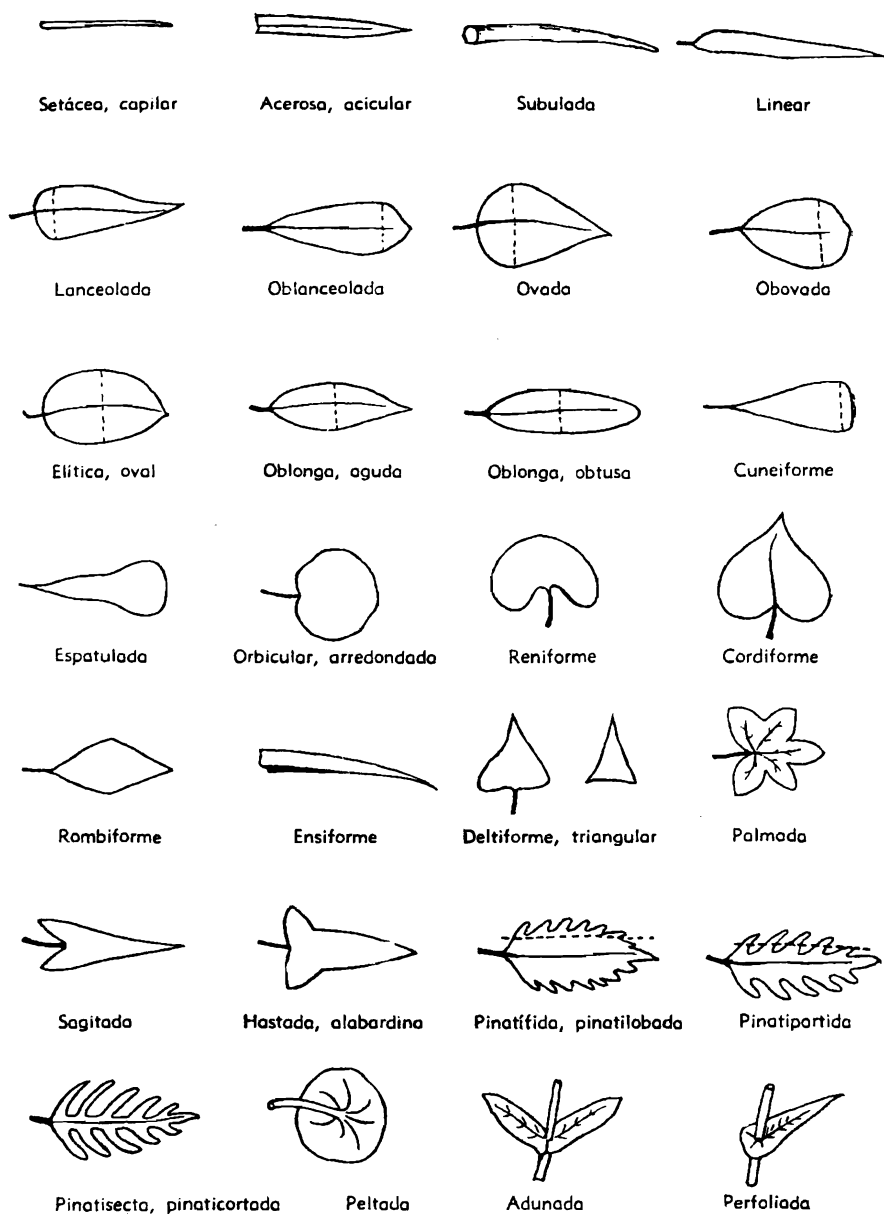 Setácea, capilar
Acerosa, acicular
Subulada
Linear
Lanceolada
Oblanceolada
Ovada
Obovada
Elítica, oval
Oblonga, aguda
Oblonga, obtusa
Cuneiforme
Espatulada
Orbicular, arredondada
Reniforme
Cordiforme
Rombiforme
Ensiforme
Deltiforme, triangular
Palmada
Sagitada
Hastada, alabardina
Pinatífida, pinatilobada
Pinatipartida
Pinatisecta, pinaticortada
Peltada
Adunada
Perfoliada